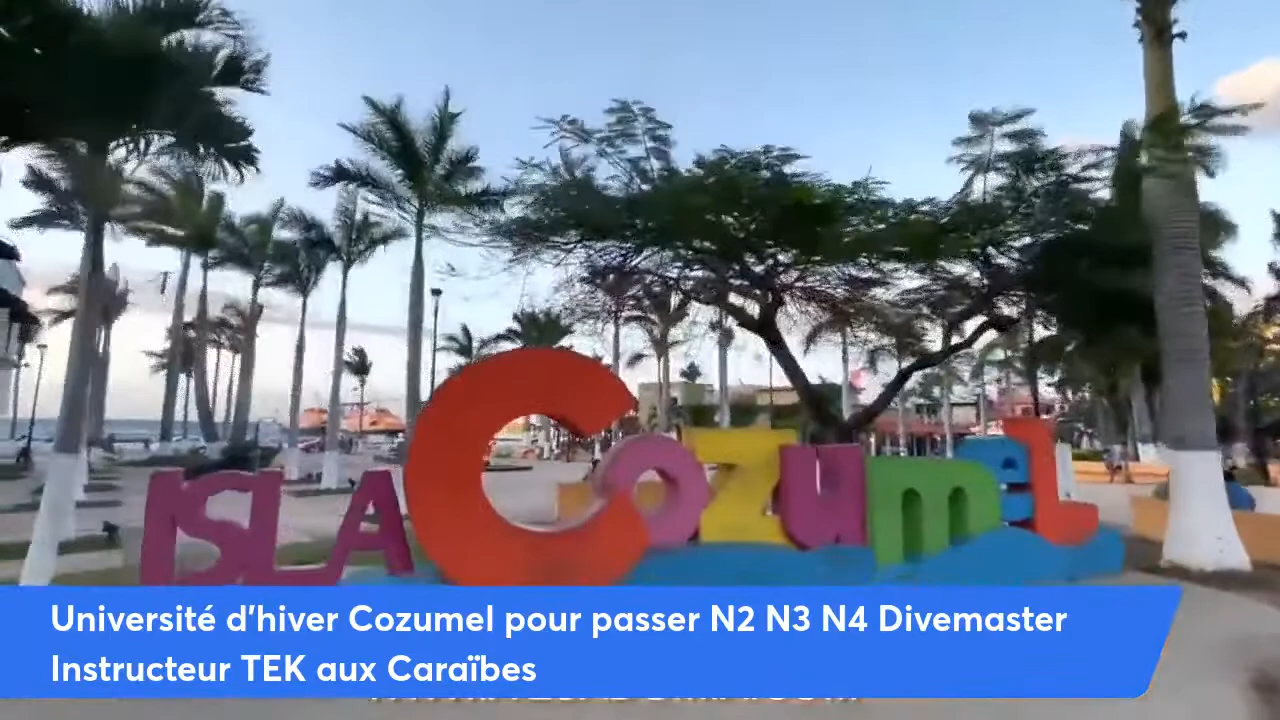 ISLA Cozumel
Université d'hiver Cozumel pour passer N2 N3 N4 Divemaster
Instructeur TEK aux Caraïbes